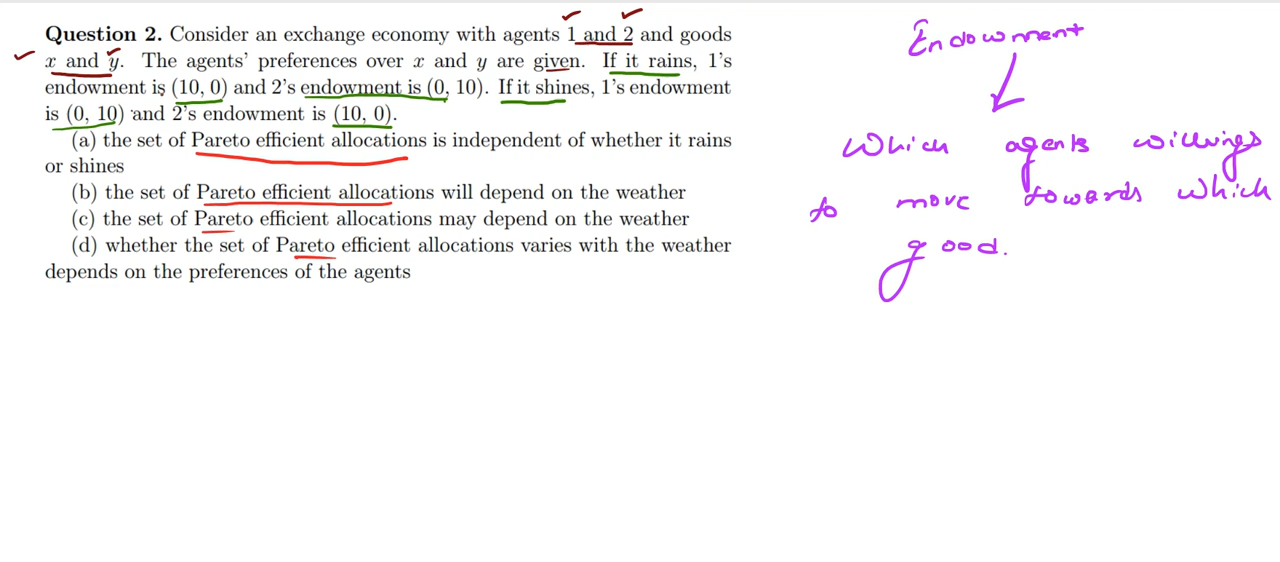 Question 2. Consider an exchange economy with agents 1 and 2 and goods
x and y. The agents' preferences over x and y are given. If it rains, 1's
endowment is (10, 0) and 2's endowment is (0, 10). If it shines, 1's endowment
is (0, 10) and 2's endowment is (10, 0).
(a) the set of Pareto efficient allocations is independent of whether it rains
or shines
(b) the set of Pareto efficient allocations will depend on the weather
(c) the set of Pareto efficient allocations may depend on the weather
(d) whether the set of Pareto efficient allocations varies with the weather
depends on the preferences of the agents
Endowment
Which agents willings
to move towards which
good.